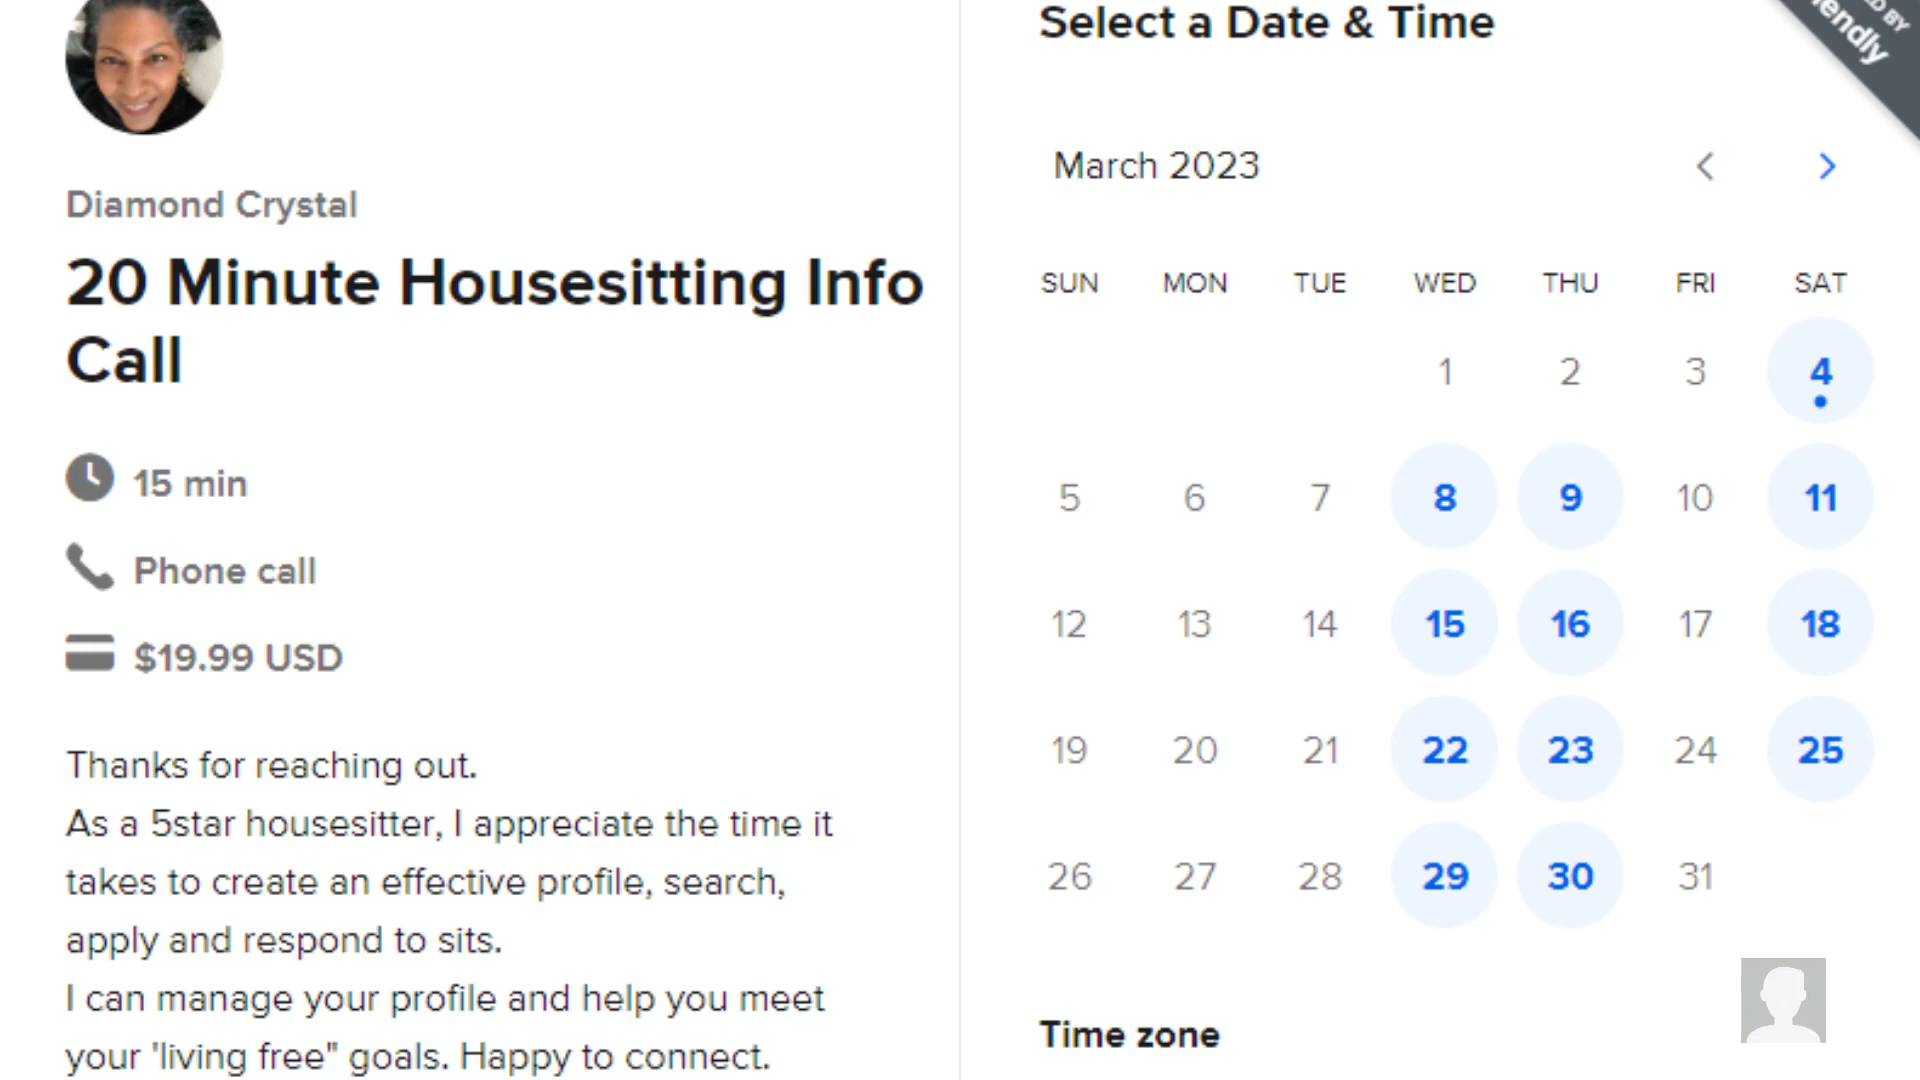 Diamond Crystal
20 Minute Housesitting Info
Call
15 min
Phone call
$19.99 USD
Thanks for reaching out.
As a 5star housesitter, I appreciate the time it
takes to create an effective profile, search,
apply and respond to sits.
I can manage your profile and help you meet
your 'living free" goals. Happy to connect.
Select a Date & Time
March 2023
SUN MON TUE WED THU FRI SAT
1 2 3 4
5 6 7 8 9 10 11
12 13 14 15 16 17 18
19 20 21 22 23 24 25
26 27 28 29 30 31
Time zone
BY